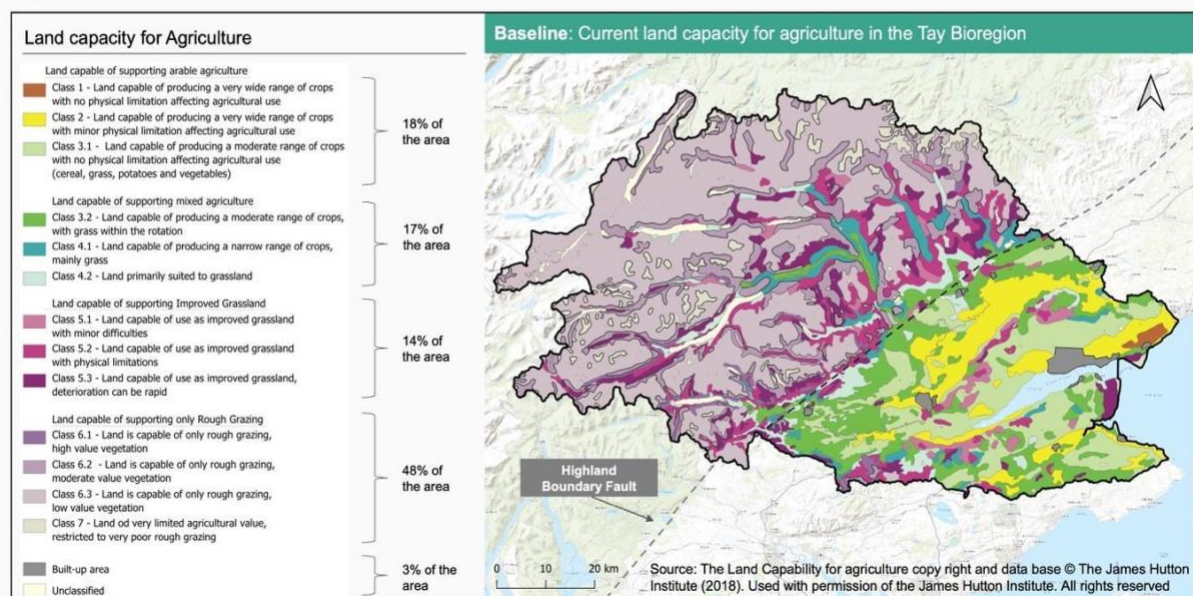 Land capacity for Agriculture
Land capable of supporting arable agriculture
Class 1 - Land capable of producing a very wide range of crops
with no physical limitation affecting agricultural use
Class 2 - Land capable of producing a very wide range of crops
with minor physical limitation affecting agricultural use
Class 3.1 - Land capable of producing a moderate range of crops
with no physical limitation affecting agricultural use
(cereal, grass, potatoes and vegetables)
18% of
the area
Land capable of supporting mixed agriculture
Class 3.2 - Land capable of producing a moderate range of crops,
with grass within the rotation
Class 4.1 - Land capable of producing a narrow range of crops,
mainly grass
Class 4.2 - Land primarily suited to grassland
17% of
the area
Land capable of supporting Improved Grassland
Class 5.1 - Land capable of use as improved grassland
with minor difficulties
Class 5.2 - Land capable of use as improved grassland
with physical limitations
Class 5.3 - Land capable of use as improved grassland,
deterioration can be rapid
14% of
the area
Land capable of supporting only Rough Grazing
Class 6.1 - Land is capable of only rough grazing,
high value vegetation
Class 6.2 - Land is capable of only rough grazing,
moderate value vegetation
Class 6.3 - Land is capable of only rough grazing,
low value vegetation
Class 7 - Land od very limited agricultural value,
restricted to very poor rough grazing
48% of
the area
Built-up area
Unclassified
3% of the
area
Baseline: Current land capacity for agriculture in the Tay Bioregion
Highland
Boundary Fault
0 10 20 km
Source: The Land Capability for agriculture copy right and data base © The James Hutton
Institute (2018). Used with permission of the James Hutton Institute. All rights reserved